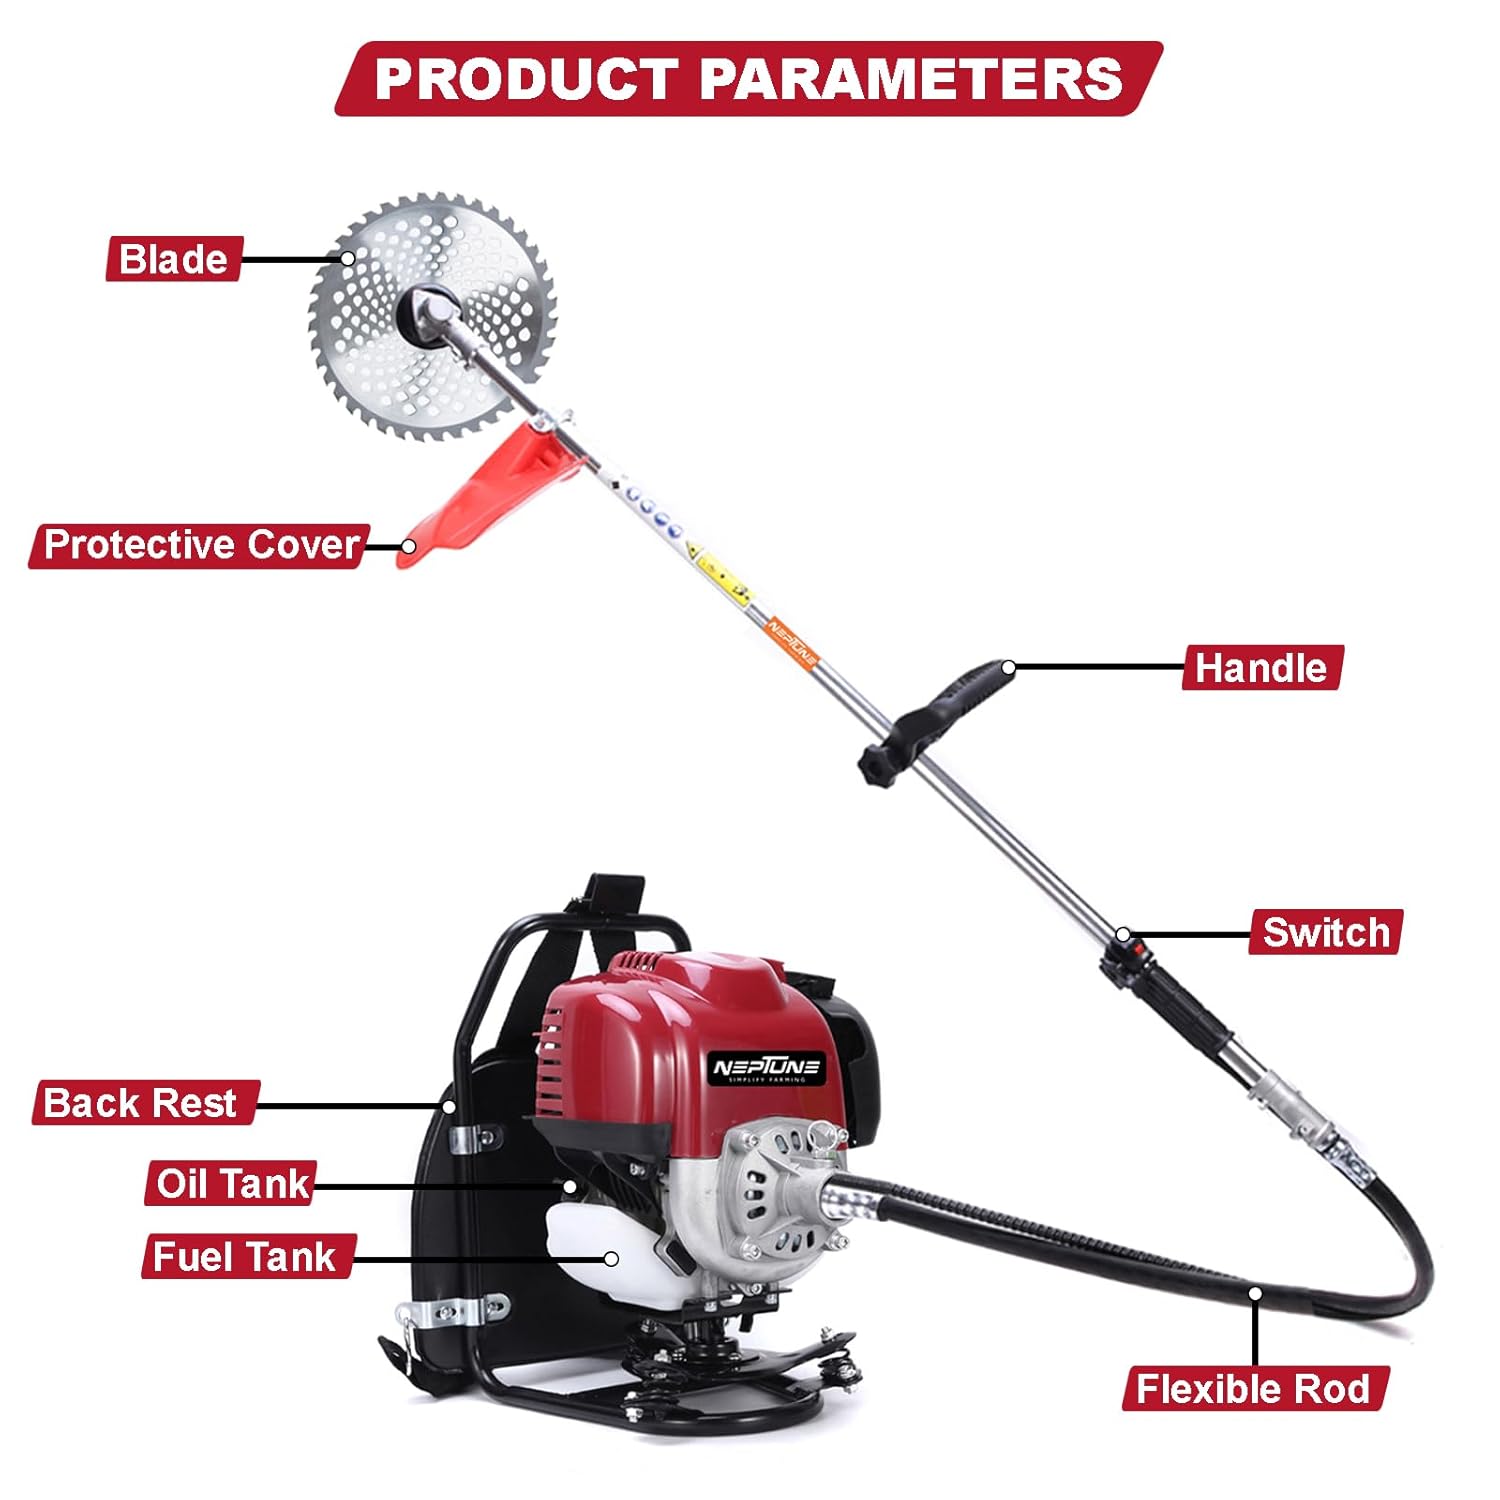 PRODUCT PARAMETERS
Blade
Protective Cover
NEPTUNE
Handle
Switch
NEPTUNE
SIMPLIFY FARMING
Back Rest
Oil Tank
Fuel Tank
Flexible Rod